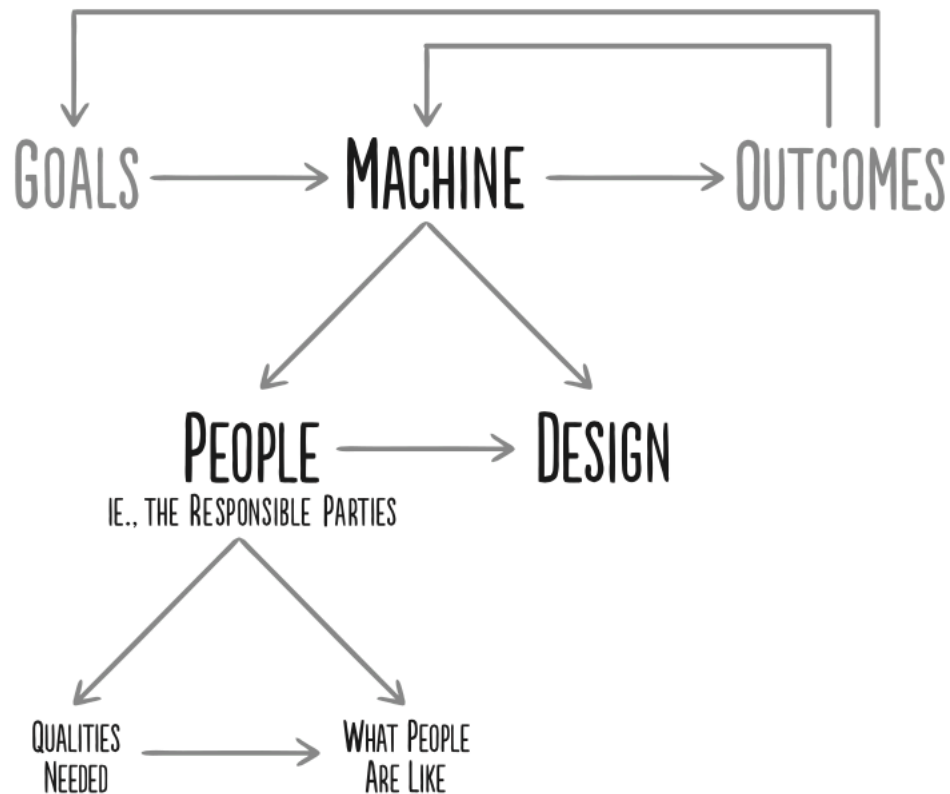 GOALS
MACHINE
OUTCOMES
PEOPLE
IE., THE RESPONSIBLE PARTIES
DESIGN
QUALITIES
NEEDED
WHAT PEOPLE
ARE LIKE